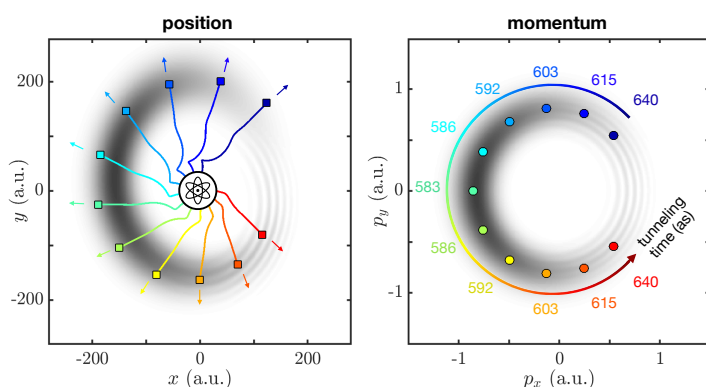 position
momentum
200
0
-200
y (a.u.)
-200
0
200
x (a.u.)
1
0
-1
p_y (a.u.)
-1
0
1
p_x (a.u.)
603
615
592
640
586
583
586
592
603
615
640
tunneling
time (as)